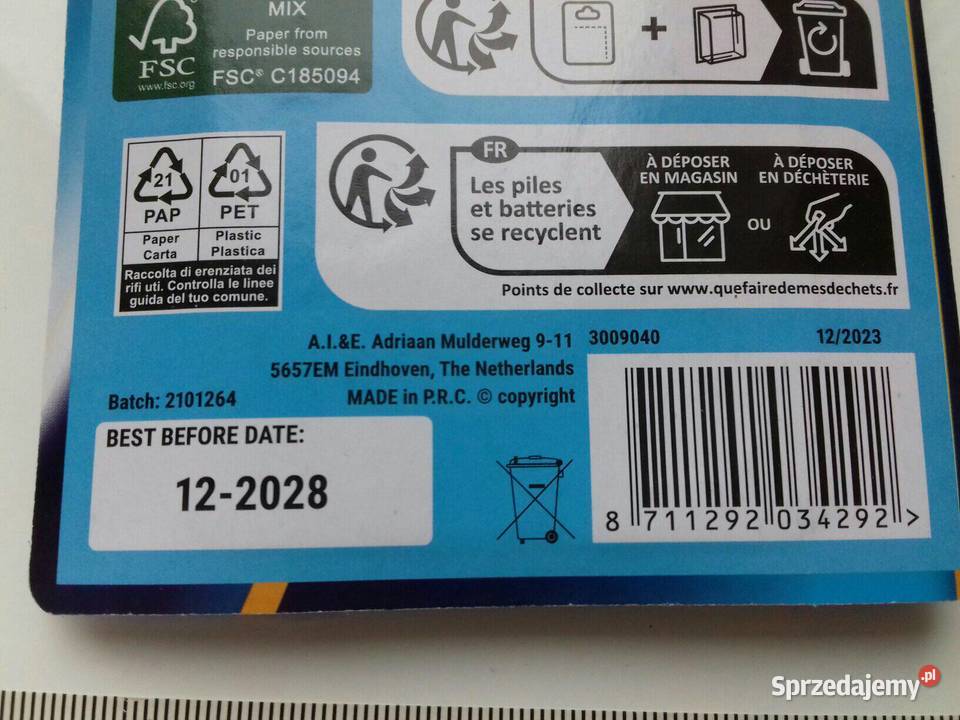 MIX
Paper from
responsible sources
FSC® C185094
FSC
www.fsc.org
21
PAP
01
PET
Paper
Carta
Plastic
Plastica
Raccolta di erenziata dei
rifi uti. Controlla le linee
guida del tuo comune.
FR
Les piles
et batteries
se recyclent
À DÉPOSER
EN MAGASIN
OU
À DÉPOSER
EN DÉCHÈTERIE
Points de collecte sur www.quefairedemesdechets.fr
A.I.&E. Adriaan Mulderweg 9-11
5657EM Eindhoven, The Netherlands
MADE in P.R.C. © copyright
3009040
12/2023
Batch: 2101264
BEST BEFORE DATE:
12-2028
8 711292 034292 >
Sprzedajemy.pl